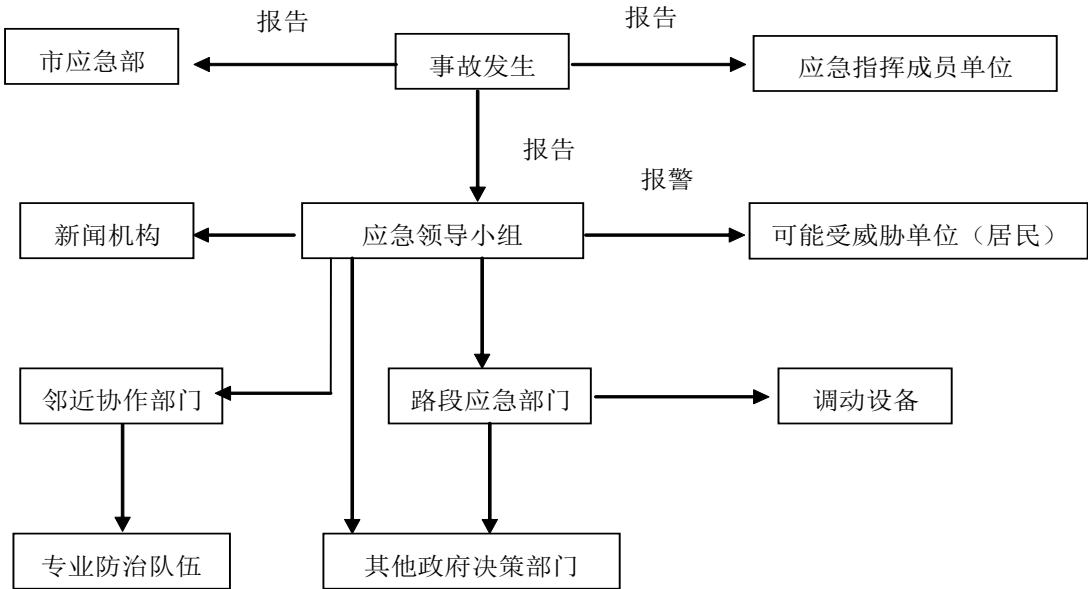 报告
报告
市应急部
事故发生
应急指挥成员单位
报告
报警
新闻机构
应急领导小组
可能受威胁单位（居民）
邻近协作部门
路段应急部门
调动设备
专业防治队伍
其他政府决策部门